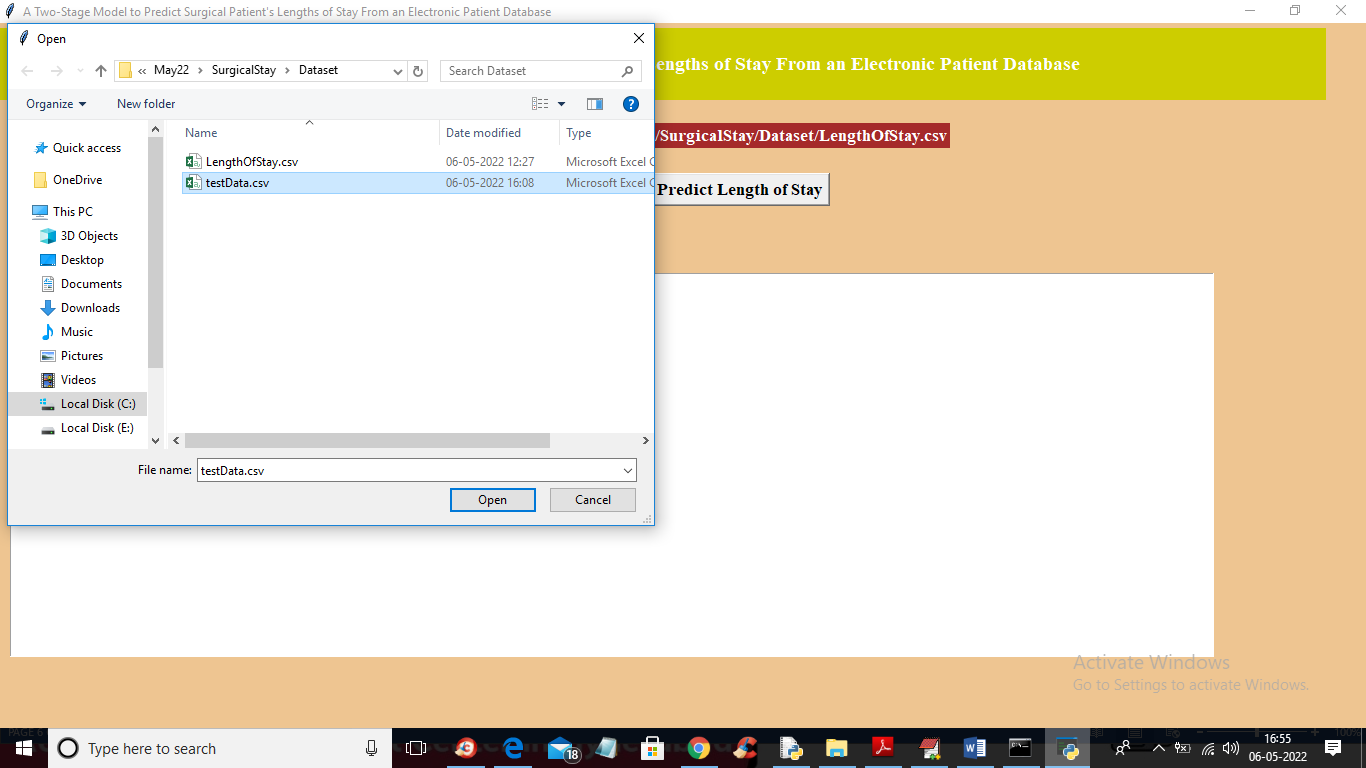 A Two-Stage Model to Predict Surgical Patient's Lengths of Stay From an Electronic Patient Database
engths of Stay From an Electronic Patient Database
/SurgicalStay/Dataset/LengthOfStay.csv
Predict Length of Stay
Open
« May22 > SurgicalStay > Dataset
Search Dataset
Organize
New folder
Name Date modified Type
LengthOfStay.csv 06-05-2022 12:27 Microsoft Excel C
testData.csv 06-05-2022 16:08 Microsoft Excel C
Quick access
OneDrive
This PC
3D Objects
Desktop
Documents
Downloads
Music
Pictures
Videos
Local Disk (C:)
Local Disk (E:)
File name: testData.csv
Open Cancel
Activate Windows
Go to Settings to activate Windows.
PAGE 6
100%
Type here to search
18
16:55
06-05-2022